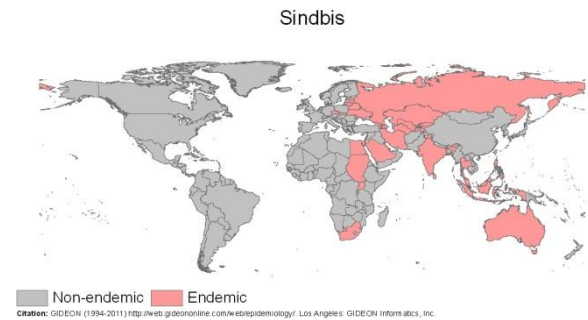 Sindbis
Non-endemic Endemic
Citation: GIDEON (1994-2011) http://web.gideononline.com/web/epidemiology/. Los Angeles: GIDEON Informatics, Inc.